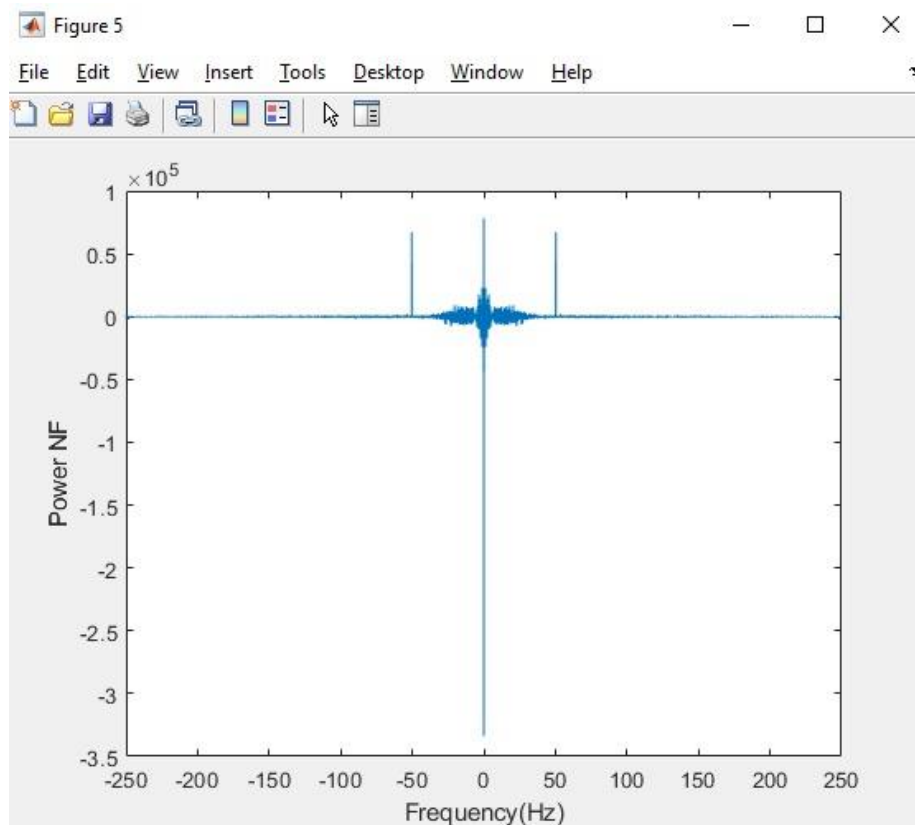 Figure 5
File Edit View Insert Tools Desktop Window Help
×10^5
1
0.5
0
-0.5
-1
-1.5
-2
-2.5
-3
-3.5
Power NF
-250 -200 -150 -100 -50 0 50 100 150 200 250
Frequency(Hz)